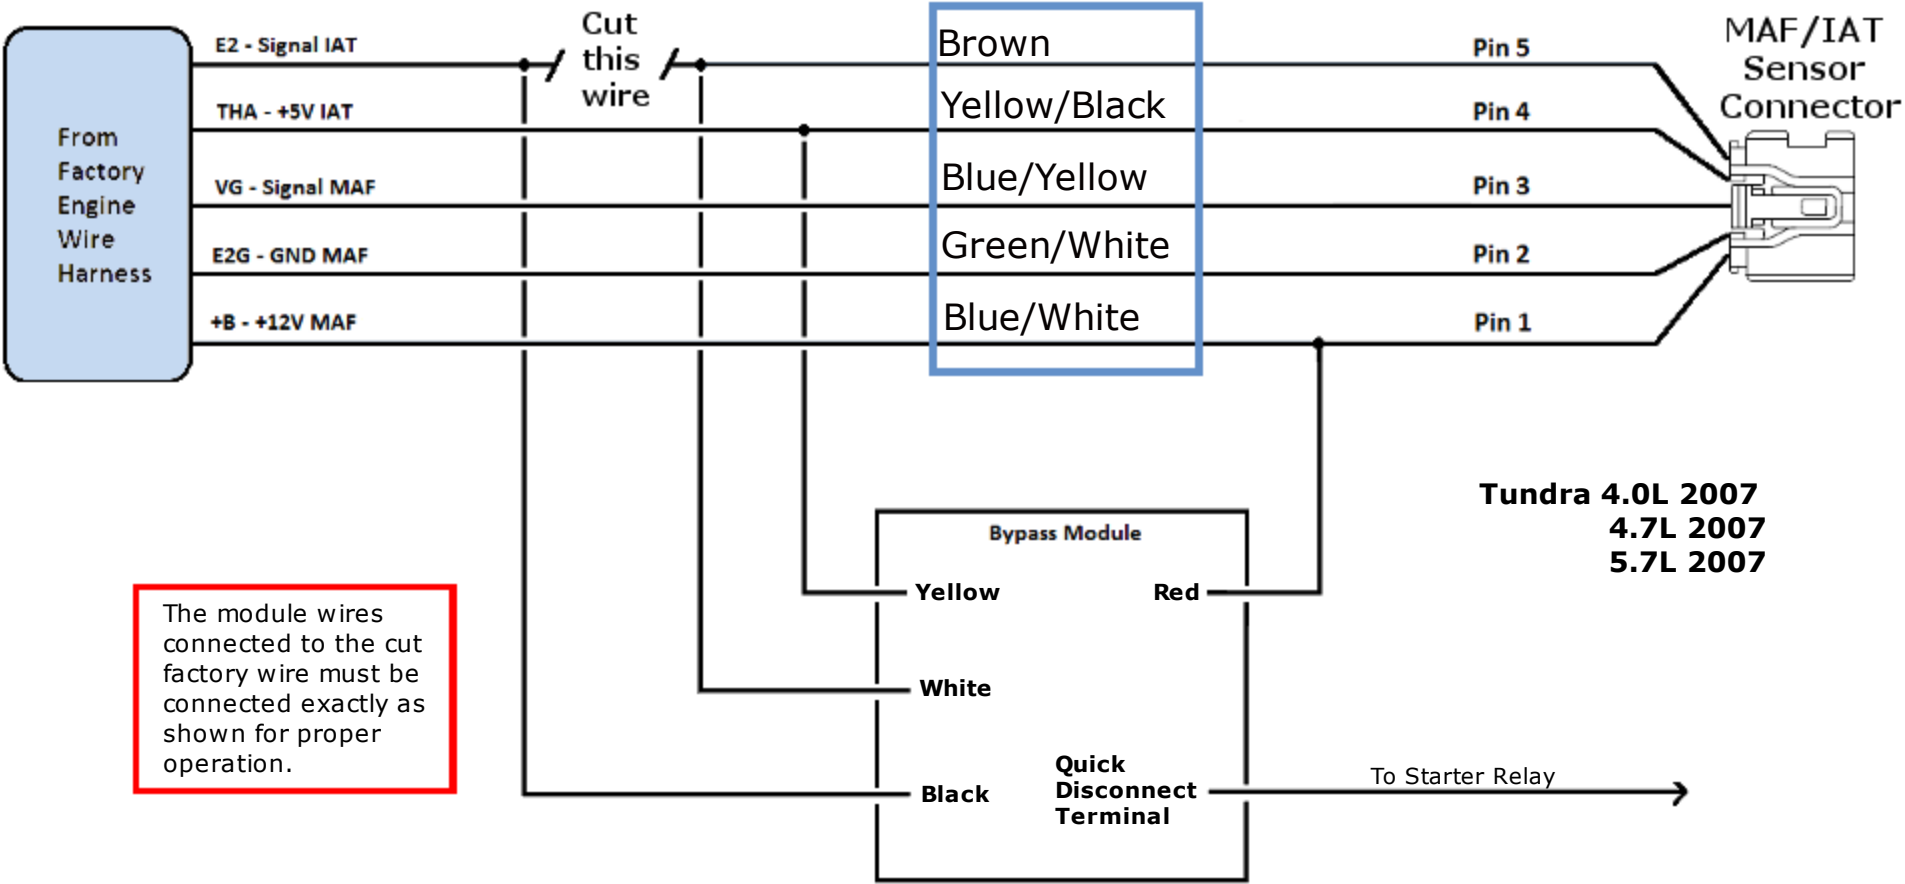 E2 - Signal IAT
Cut
this
wire
Brown
Pin 5
MAF/IAT
Sensor
Connector
THA - +5V IAT
Yellow/Black
Pin 4
From
Factory
Engine
Wire
Harness
VG - Signal MAF
Blue/Yellow
Pin 3
E2G - GND MAF
Green/White
Pin 2
+B - +12V MAF
Blue/White
Pin 1
Tundra 4.0L 2007
4.7L 2007
5.7L 2007
Bypass Module
Yellow
Red
White
Black
Quick
Disconnect
Terminal
To Starter Relay
The module wires
connected to the cut
factory wire must be
connected exactly as
shown for proper
operation.